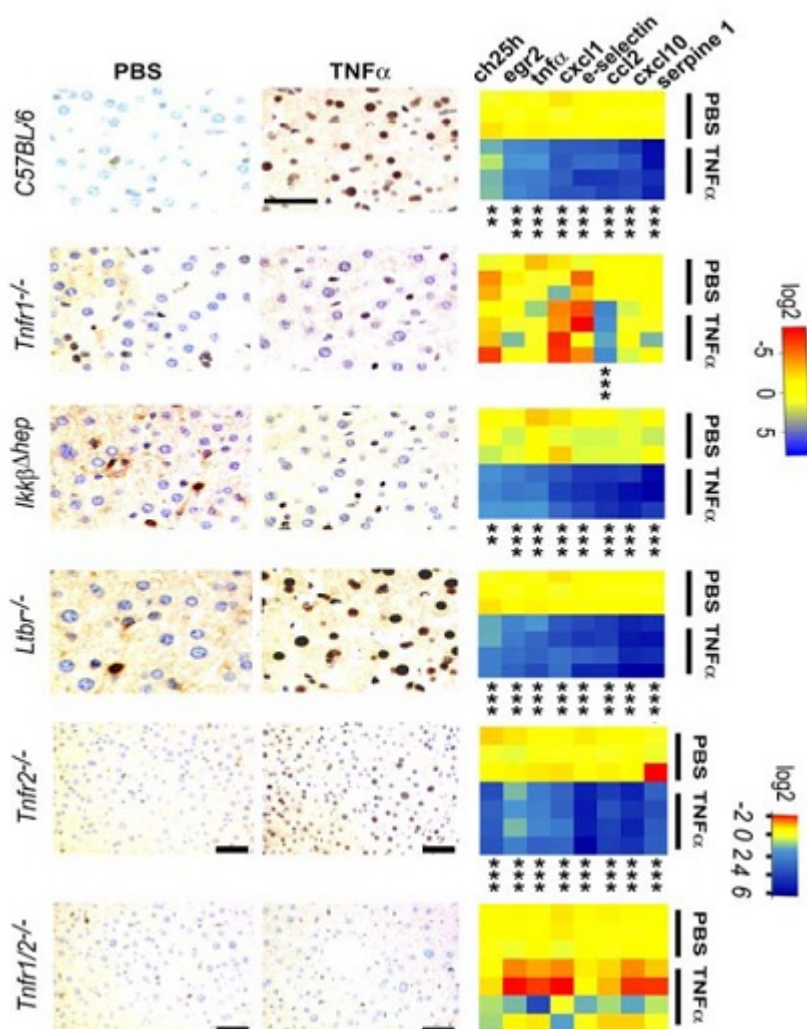 PBS
TNFα
ch25h
egr2
tnfα
cxcl1
e-selectin
ccl2
cxcl10
serpine 1
C57BL/6
PBS TNFα
** *** *** *** *** *** *** ***
log2
-5 0 5
Tnfr1-/-
PBS TNFα
***
IkkβΔhep
PBS TNFα
** *** *** *** *** *** *** ***
Ltbr-/-
PBS TNFα
*** *** *** *** *** *** *** ***
log2
-2 0 2 4 6
Tnfr2-/-
PBS TNFα
*** *** *** *** *** *** *** ***
Tnfr1/2-/-
PBS TNFα